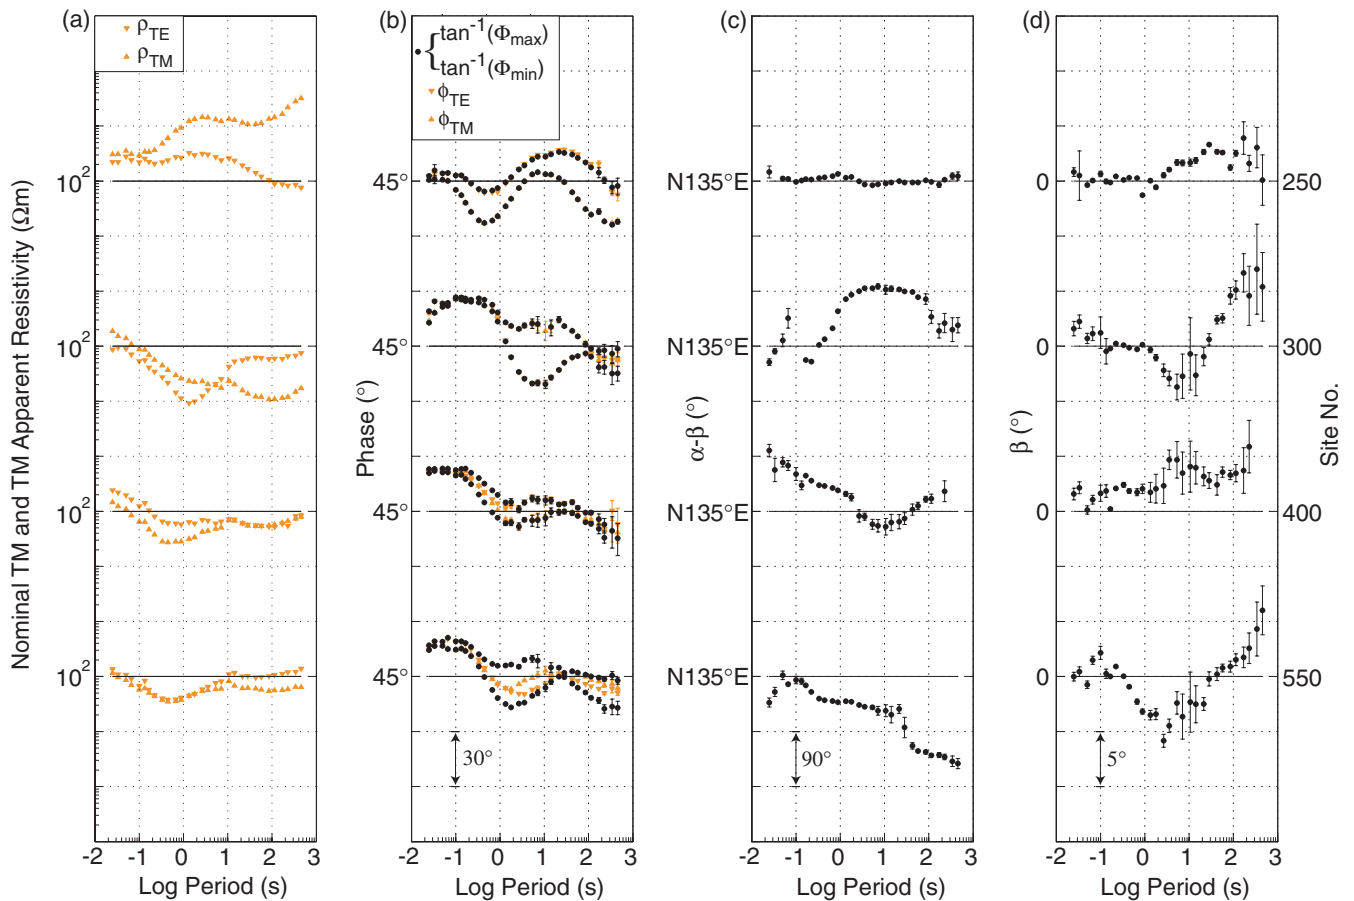 (a)
ρTE
ρTM
Nominal TM and TM Apparent Resistivity (Ωm)
10²
10²
10²
10²
-2 -1 0 1 2 3
Log Period (s)
(b)
tan⁻¹(Φmax)
tan⁻¹(Φmin)
ϕTE
ϕTM
Phase (°)
45°
45°
45°
45°
30°
-2 -1 0 1 2 3
Log Period (s)
(c)
α-β (°)
N135°E
N135°E
N135°E
N135°E
90°
-2 -1 0 1 2 3
Log Period (s)
(d)
β (°)
0
0
0
0
5°
-2 -1 0 1 2 3
Log Period (s)
250
300
400
550
Site No.